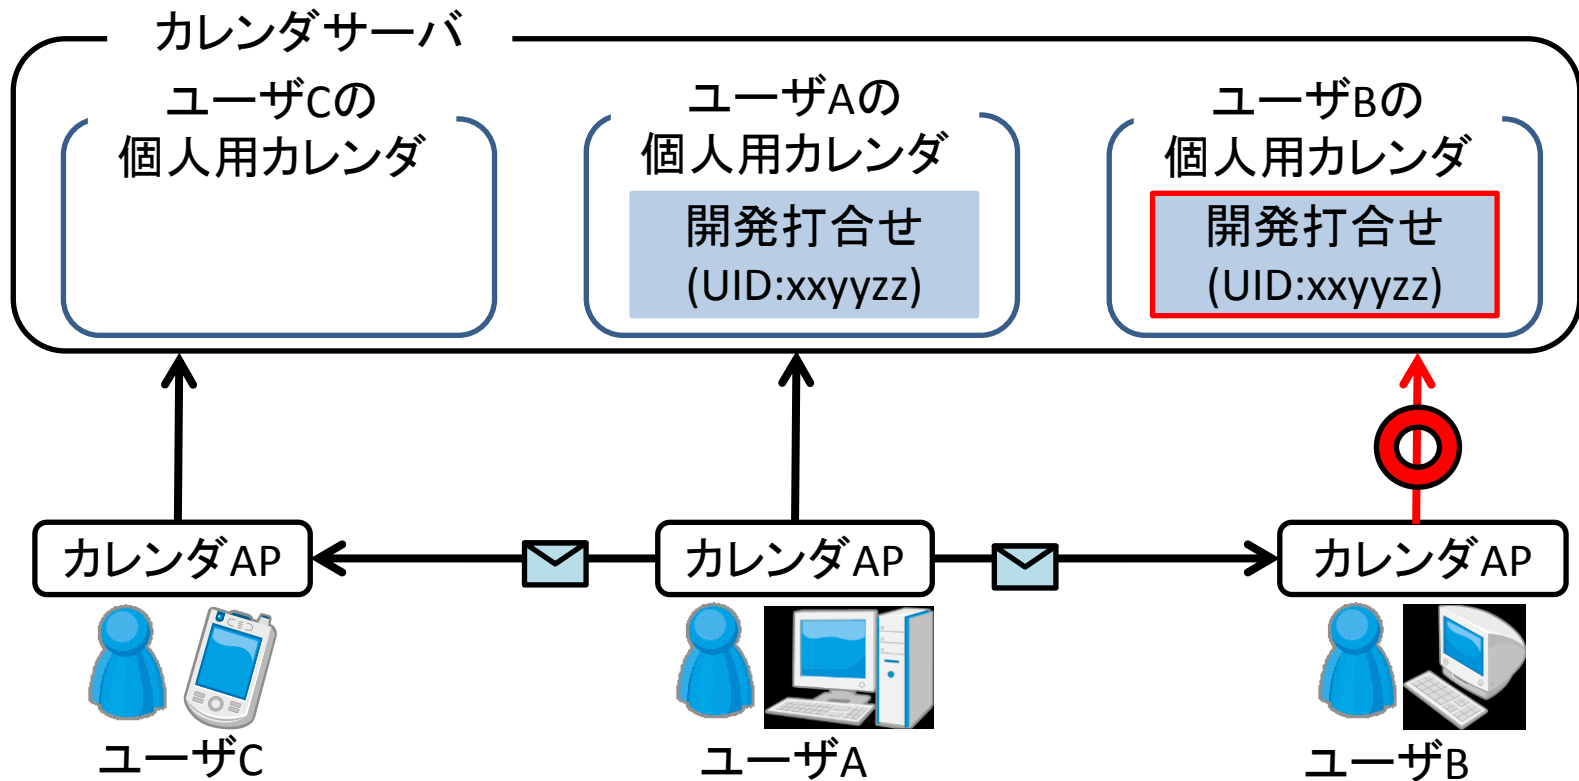 カレンダサーバ
ユーザCの
個人用カレンダ
ユーザAの
個人用カレンダ
開発打合せ
(UID:xxyyzz)
ユーザBの
個人用カレンダ
開発打合せ
(UID:xxyyzz)
カレンダAP
カレンダAP
カレンダAP
ユーザC
ユーザA
ユーザB